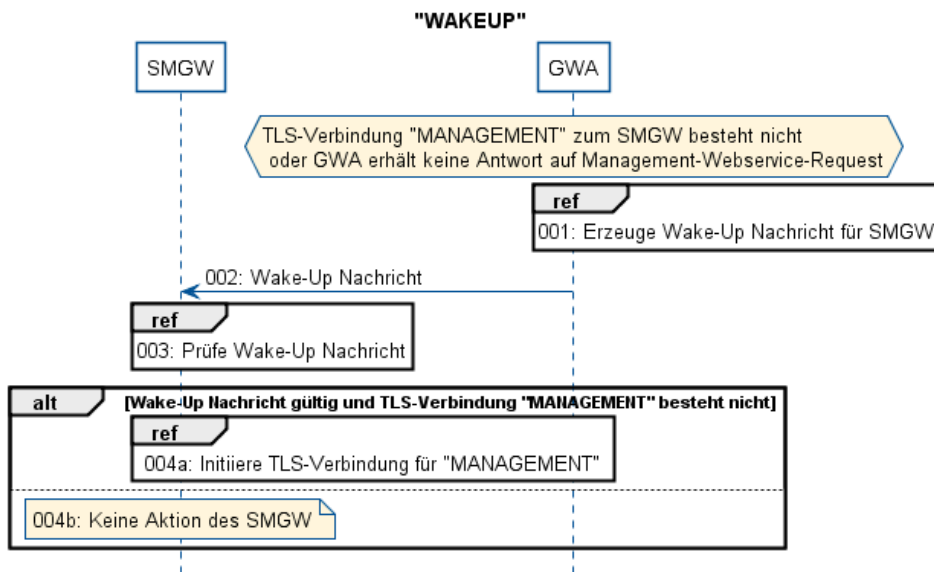 "WAKEUP"
SMGW
GWA
TLS-Verbindung "MANAGEMENT" zum SMGW besteht nicht
oder GWA erhält keine Antwort auf Management-Webservice-Request
ref
001: Erzeuge Wake-Up Nachricht für SMGW
002: Wake-Up Nachricht
ref
003: Prüfe Wake-Up Nachricht
alt
[Wake-Up Nachricht gültig und TLS-Verbindung "MANAGEMENT" besteht nicht]
ref
004a: Initiiere TLS-Verbindung für "MANAGEMENT"
004b: Keine Aktion des SMGW